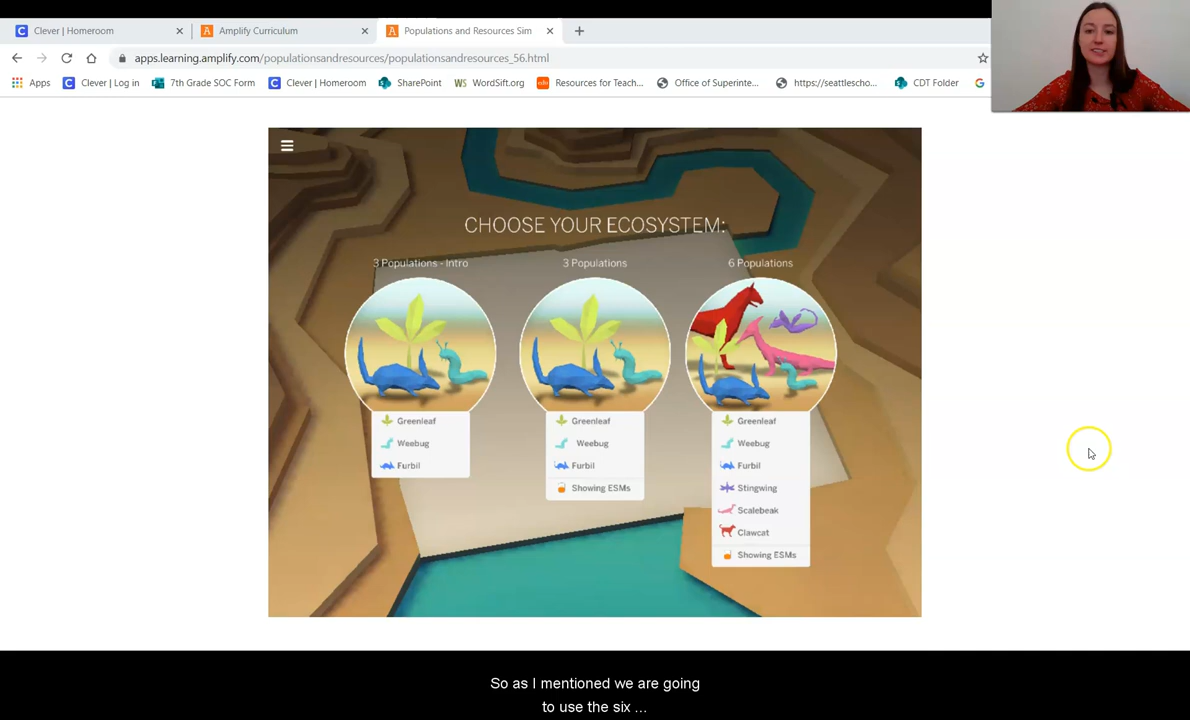 Clever | Homeroom
Amplify Curriculum
Populations and Resources Sim
apps.learning.amplify.com/populationsandresources/populationsandresources_56.html
Apps
Clever | Log in
7th Grade SOC Form
Clever | Homeroom
SharePoint
WS WordSift.org
Resources for Teach...
Office of Superinte...
https://seattlescho...
CDT Folder
CHOOSE YOUR ECOSYSTEM:
3 Populations - Intro
3 Populations
6 Populations
Greenleaf
Weebug
Furbil
Greenleaf
Weebug
Furbil
Showing ESMs
Greenleaf
Weebug
Furbil
Stingwing
Scalebeak
Clawcat
Showing ESMs
So as I mentioned we are going
to use the six ...